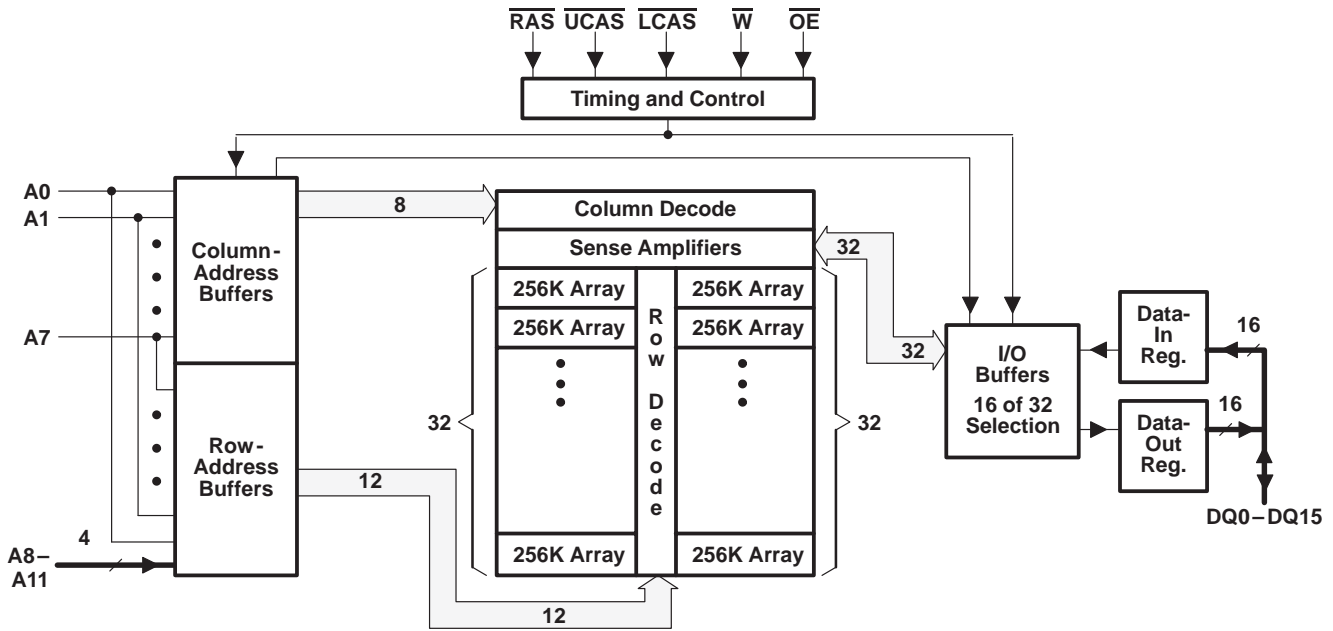 RAS UCAS LCAS W OE
Timing and Control
A0
A1
A7
A8–
A11
4
Column-
Address
Buffers
Row-
Address
Buffers
8
12
12
Column Decode
Sense Amplifiers
256K Array
256K Array
256K Array
256K Array
256K Array
256K Array
Row Decode
32
32
32
32
I/O
Buffers
16 of 32
Selection
Data-
In
Reg.
16
Data-
Out
Reg.
16
DQ0–DQ15